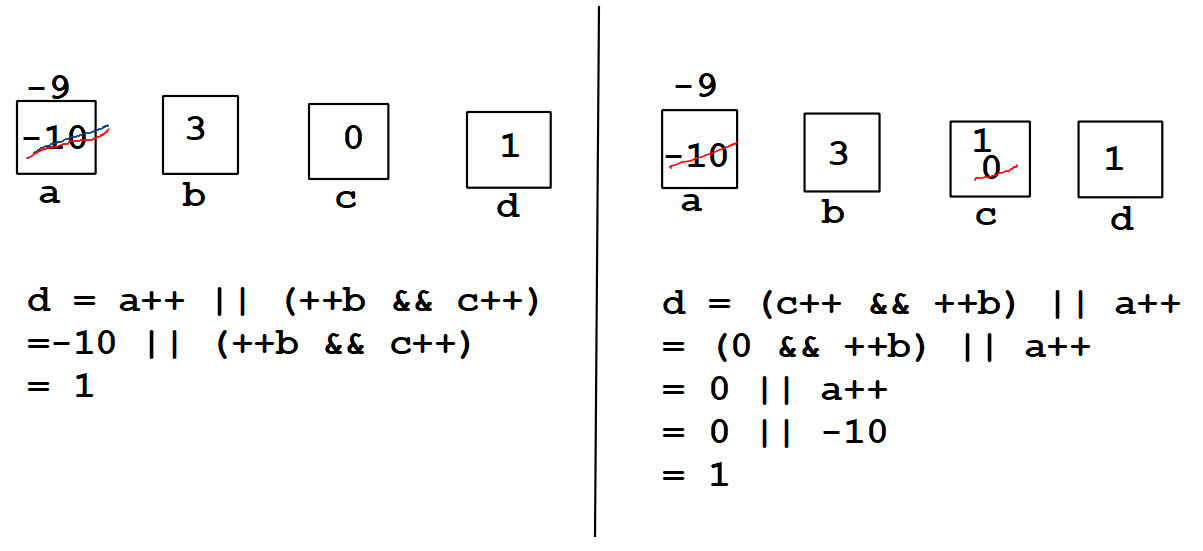 -9
-10 3 0 1
a b c d
d = a++ || (++b && c++)
=-10 || (++b && c++)
= 1
-9
-10 3 1 0 1
a b c d
d = (c++ && ++b) || a++
= (0 && ++b) || a++
= 0 || a++
= 0 || -10
= 1